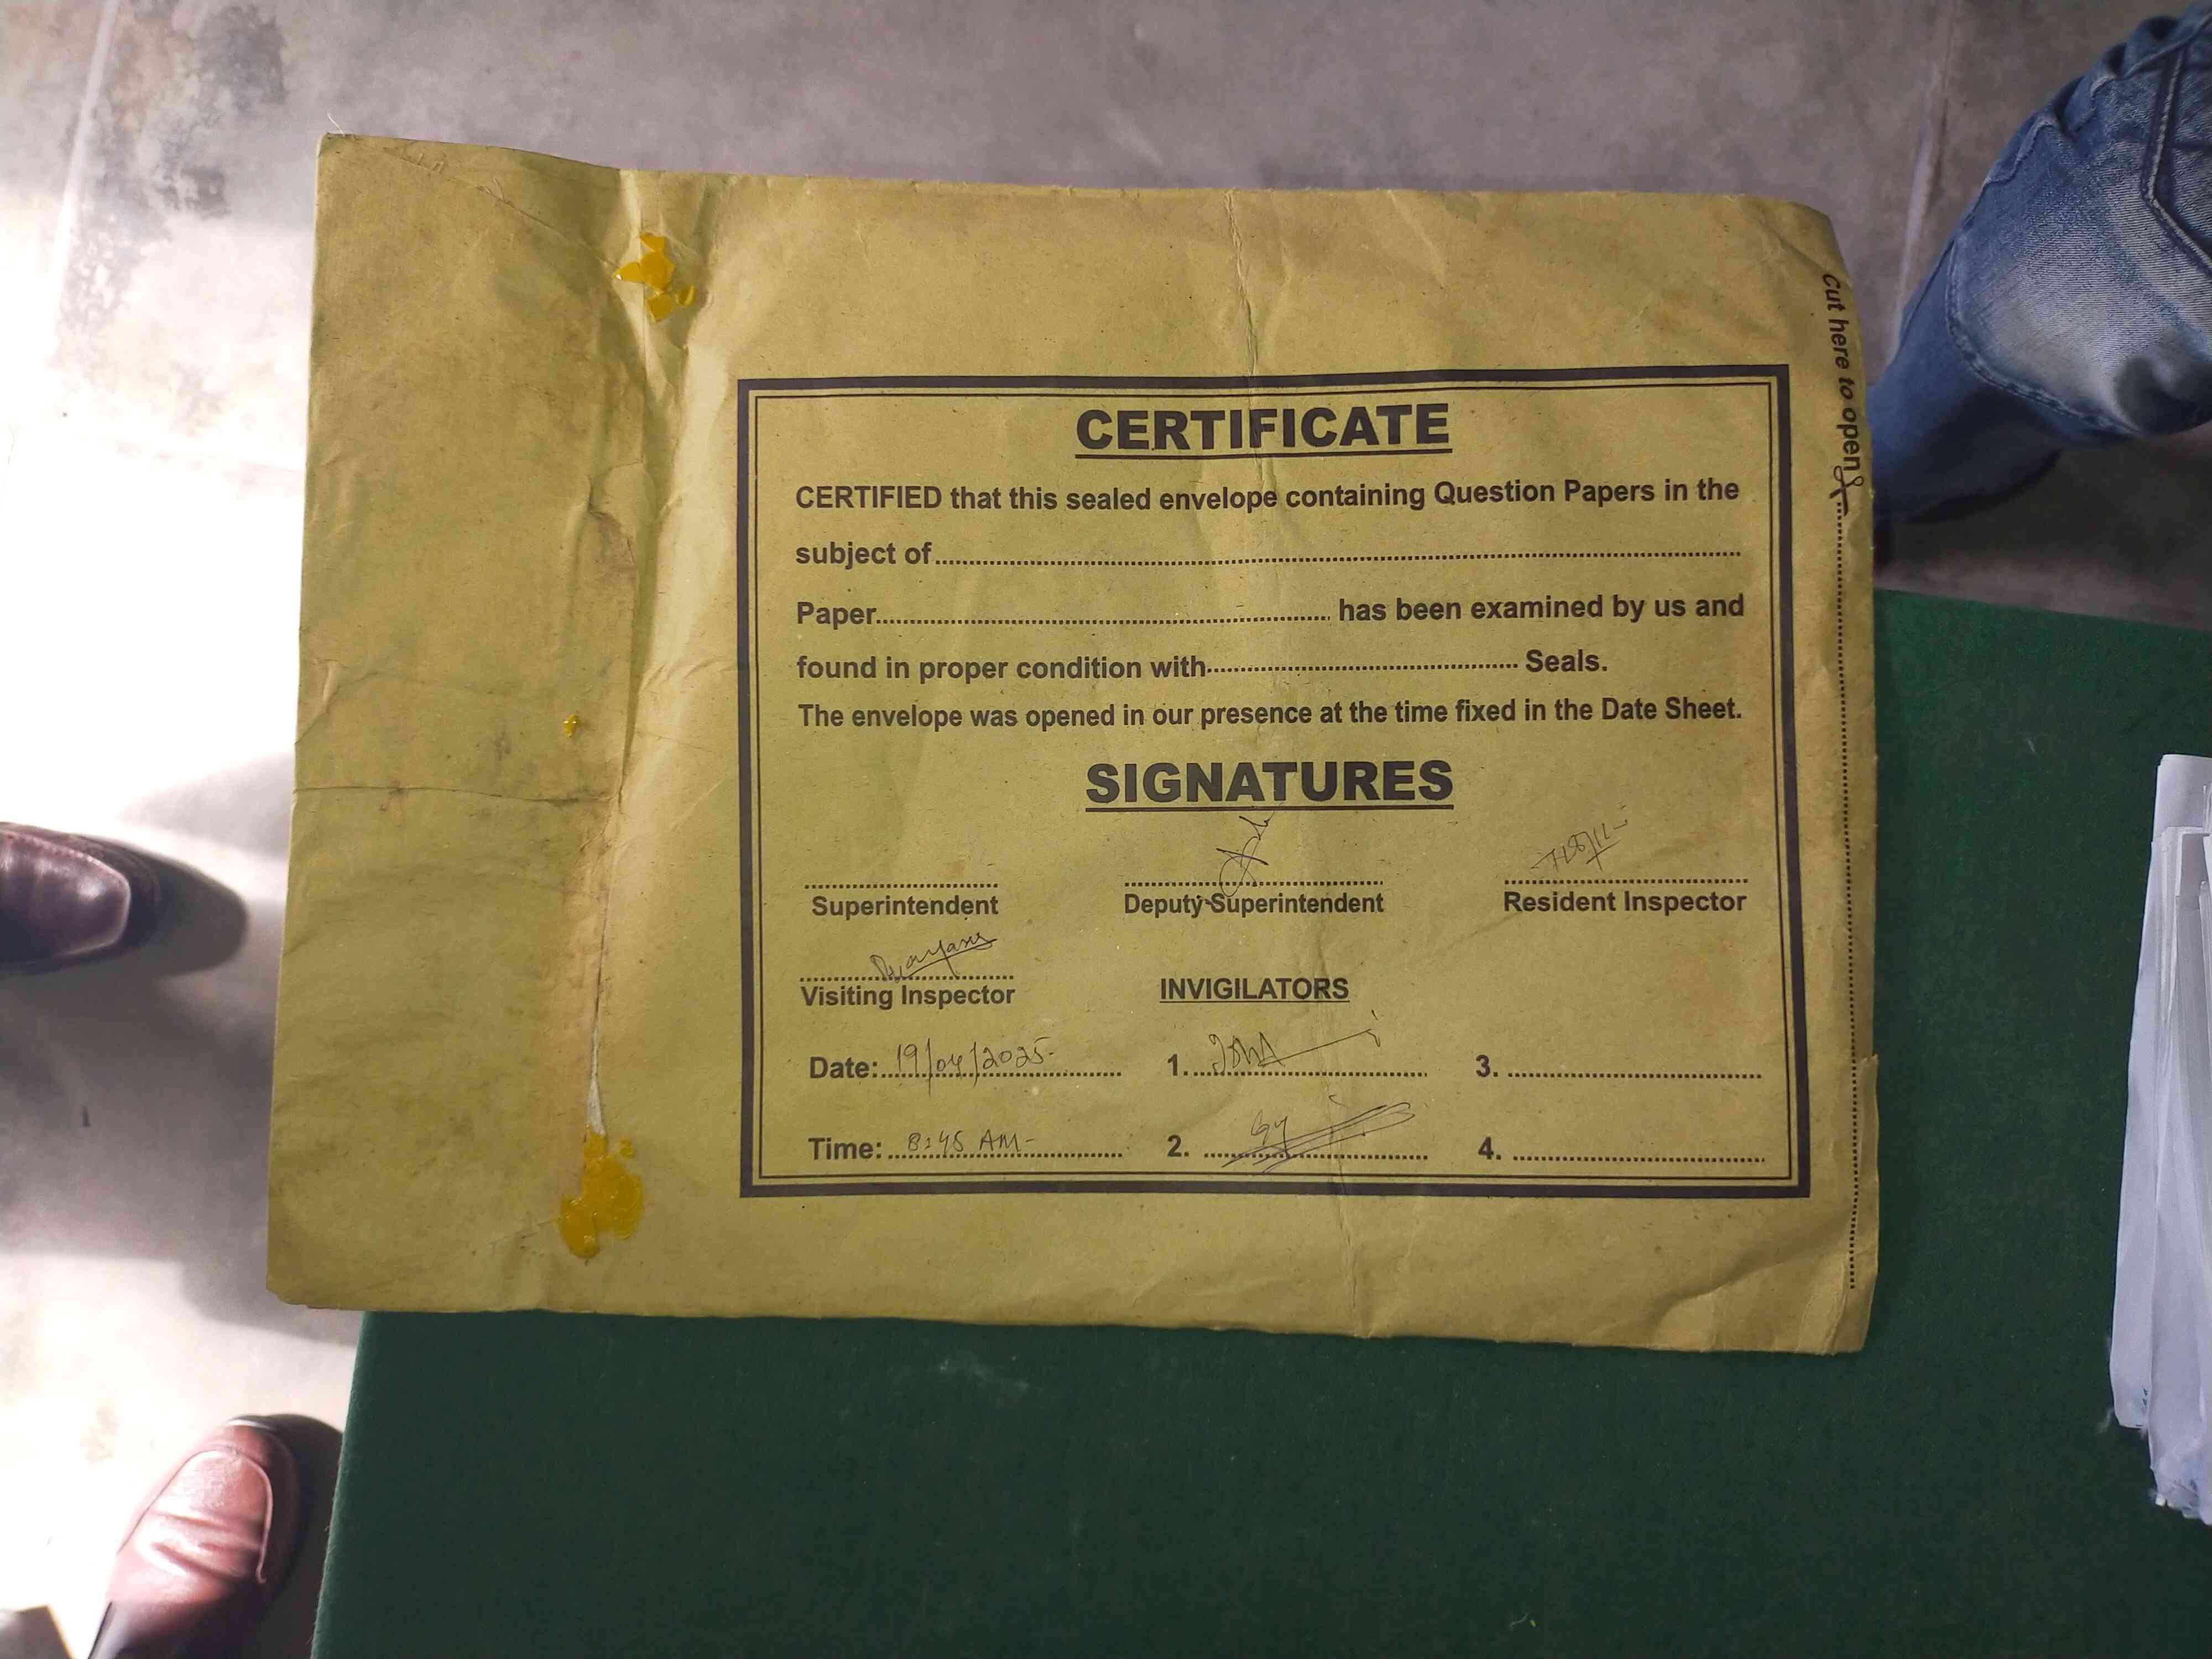 Cut here to open
CERTIFICATE
CERTIFIED that this sealed envelope containing Question Papers in the
subject of
Paper has been examined by us and
found in proper condition with Seals.
The envelope was opened in our presence at the time fixed in the Date Sheet.
SIGNATURES
Superintendent Deputy Superintendent Resident Inspector
Visiting Inspector INVIGILATORS
Date: 19/04/2025 1. 3.
Time: 8:45 AM 2. 4.